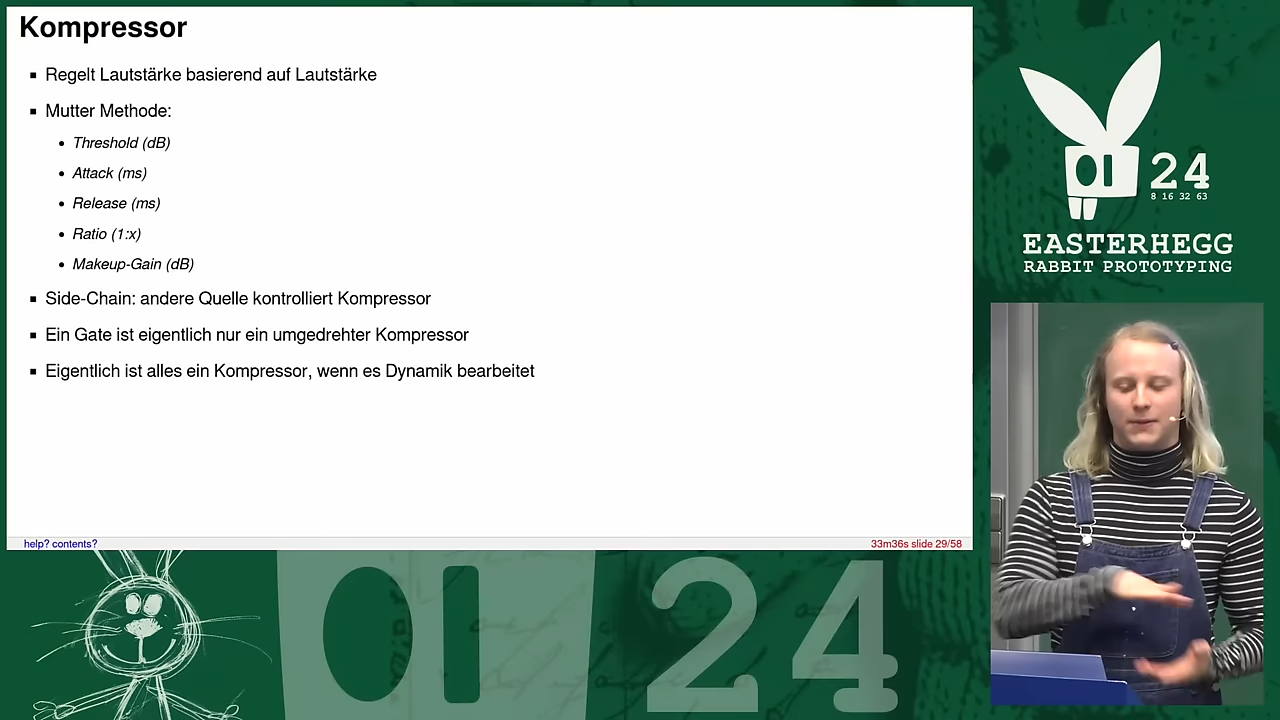 Kompressor
Regelt Lautstärke basierend auf Lautstärke
Mutter Methode:
Threshold (dB)
Attack (ms)
Release (ms)
Ratio (1:x)
Makeup-Gain (dB)
Side-Chain: andere Quelle kontrolliert Kompressor
Ein Gate ist eigentlich nur ein umgedrehter Kompressor
Eigentlich ist alles ein Kompressor, wenn es Dynamik bearbeitet
help? contents?
33m36s slide 29/58
24
8 16 32 63
EASTERHEGG
RABBIT PROTOTYPING
24